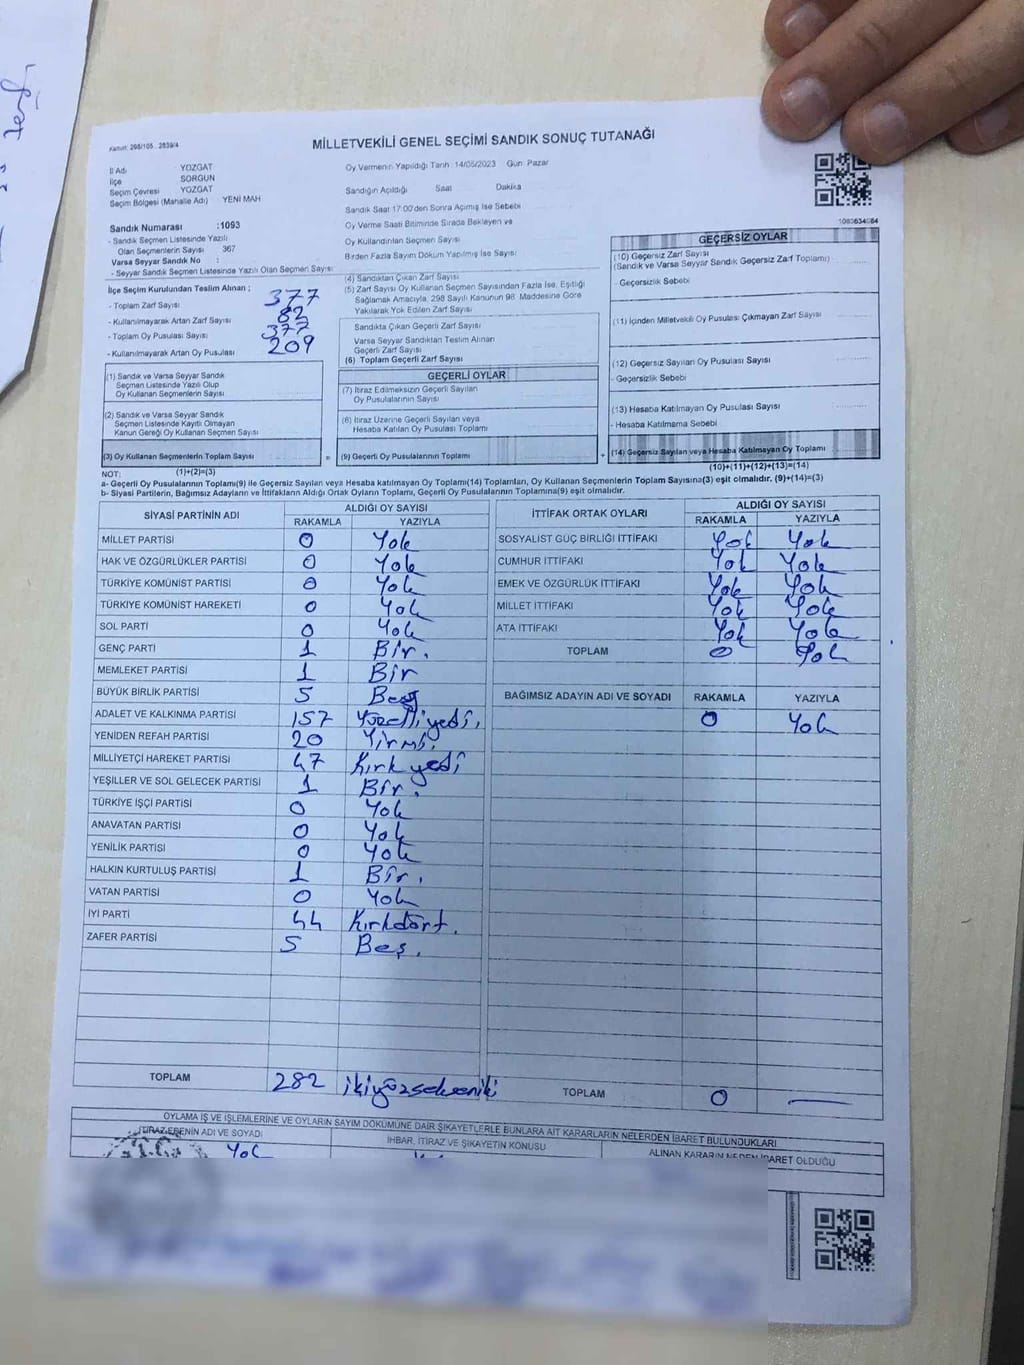 Kanun: 298/105, 2839/4
MİLLETVEKİLİ GENEL SEÇİMİ SANDIK SONUÇ TUTANAĞI
İl Adı YOZGAT
İlçe SORGUN
Seçim Çevresi YOZGAT
Seçim Bölgesi (Mahalle Adı) YENİ MAH
Sandık Numarası :1093
- Sandık Seçmen Listesinde Yazılı
Olan Seçmenlerin Sayısı 367
Varsa Seyyar Sandık No :
- Seyyar Sandık Seçmen Listesinde Yazılı Olan Seçmen Sayısı
Oy Vermenin Yapıldığı Tarih: 14/05/2023 Gün: Pazar
Sandığın Açıldığı Saat Dakika
Sandık Saat 17:00'den Sonra Açılmış İse Sebebi
Oy Verme Saati Bitiminde Sırada Bekleyen ve
Oy Kullandırılan Seçmen Sayısı
Birden Fazla Sayım Döküm Yapılmış İse Sayısı
1093634564
İlçe Seçim Kurulundan Teslim Alınan ;
- Toplam Zarf Sayısı 377
- Kullanılmayarak Artan Zarf Sayısı 82
- Toplam Oy Pusulası Sayısı 377
- Kullanılmayarak Artan Oy Pusulası 209
(1) Sandık ve Varsa Seyyar Sandık
Seçmen Listesinde Yazılı Olup
Oy Kullanan Seçmenlerin Sayısı
(2) Sandık ve Varsa Seyyar Sandık
Seçmen Listesinde Kayıtlı Olmayan
Kanun Gereği Oy Kullanan Seçmen Sayısı
(3) Oy Kullanan Seçmenlerin Toplam Sayısı =
(4) Sandıktan Çıkan Zarf Sayısı
(5) Zarf Sayısı Oy Kullanan Seçmen Sayısından Fazla İse, Eşitliği
Sağlamak Amacıyla, 298 Sayılı Kanunun 98. Maddesine Göre
Yakılarak Yok Edilen Zarf Sayısı
Sandıkta Çıkan Geçerli Zarf Sayısı
Varsa Seyyar Sandıktan Teslim Alınan
Geçerli Zarf Sayısı
(6) Toplam Geçerli Zarf Sayısı
GEÇERLİ OYLAR
(7) İtiraz Edilmeksizin Geçerli Sayılan
Oy Pusulalarının Sayısı
(8) İtiraz Üzerine Geçerli Sayılan veya
Hesaba Katılan Oy Pusulası Toplamı
(9) Geçerli Oy Pusulalarının Toplamı +
GEÇERSİZ OYLAR
(10) Geçersiz Zarf Sayısı
(Sandık ve Varsa Seyyar Sandık Geçersiz Zarf Toplamı)
- Geçersizlik Sebebi
(11) İçinden Milletvekili Oy Pusulası Çıkmayan Zarf Sayısı
(12) Geçersiz Sayılan Oy Pusulası Sayısı
- Geçersizlik Sebebi
(13) Hesaba Katılmayan Oy Pusulası Sayısı
- Hesaba Katılmama Sebebi
(14) Geçersiz Sayılan veya Hesaba Katılmayan Oy Toplamı
NOT: (1)+(2)=(3) (10)+(11)+(12)+(13)=(14)
a- Geçerli Oy Pusulalarının Toplamı(9) ile Geçersiz Sayılan veya Hesaba Katılmayan Oy Toplamı(14) Toplamları, Oy Kullanan Seçmenlerin Toplam Sayısına(3) eşit olmalıdır. (9)+(14)=(3)
b- Siyasi Partilerin, Bağımsız Adayların ve İttifakların Aldığı Ortak Oyların Toplamı, Geçerli Oy Pusulalarının Toplamına(9) eşit olmalıdır.
SİYASİ PARTİNİN ADI ALDIĞI OY SAYISI
RAKAMLA YAZIYLA
MİLLET PARTİSİ 0 Yok
HAK VE ÖZGÜRLÜKLER PARTİSİ 0 Yok
TÜRKİYE KOMÜNİST PARTİSİ 0 Yok
TÜRKİYE KOMÜNİST HAREKETİ 0 Yok
SOL PARTİ 0 Yok
GENÇ PARTİ 1 Bir.
MEMLEKET PARTİSİ 1 Bir
BÜYÜK BİRLİK PARTİSİ 5 Beş
ADALET VE KALKINMA PARTİSİ 157 Yüzelliyedi.
YENİDEN REFAH PARTİSİ 20 Yirmi.
MİLLİYETÇİ HAREKET PARTİSİ 47 Kırkyedi
YEŞİLLER VE SOL GELECEK PARTİSİ 1 Bir.
TÜRKİYE İŞÇİ PARTİSİ 0 Yok
ANAVATAN PARTİSİ 0 Yok
YENİLİK PARTİSİ 0 Yok
HALKIN KURTULUŞ PARTİSİ 1 Bir.
VATAN PARTİSİ 0 Yok
İYİ PARTİ 44 Kırkdört.
ZAFER PARTİSİ 5 Beş.
TOPLAM 282 ikiyüzsekseniki
İTTİFAK ORTAK OYLARI ALDIĞI OY SAYISI
RAKAMLA YAZIYLA
SOSYALİST GÜÇ BİRLİĞİ İTTİFAKI Yok Yok
CUMHUR İTTİFAKI Yok Yok
EMEK VE ÖZGÜRLÜK İTTİFAKI Yok Yok
MİLLET İTTİFAKI Yok Yok
ATA İTTİFAKI Yok Yok
TOPLAM 0 Yok
BAĞIMSIZ ADAYIN ADI VE SOYADI RAKAMLA YAZIYLA
0 Yok
TOPLAM 0
OYLAMA İŞ VE İŞLEMLERİNE VE OYLARIN SAYIM DÖKÜMÜNE DAİR ŞİKAYETLERLE BUNLARA AİT KARARLARIN NELERDEN İBARET BULUNDUKLARI
İTİRAZ EDENİN ADI VE SOYADI İHBAR, İTİRAZ VE ŞİKAYETİN KONUSU ALINAN KARARIN NEDEN İBARET OLDUĞU
Yok